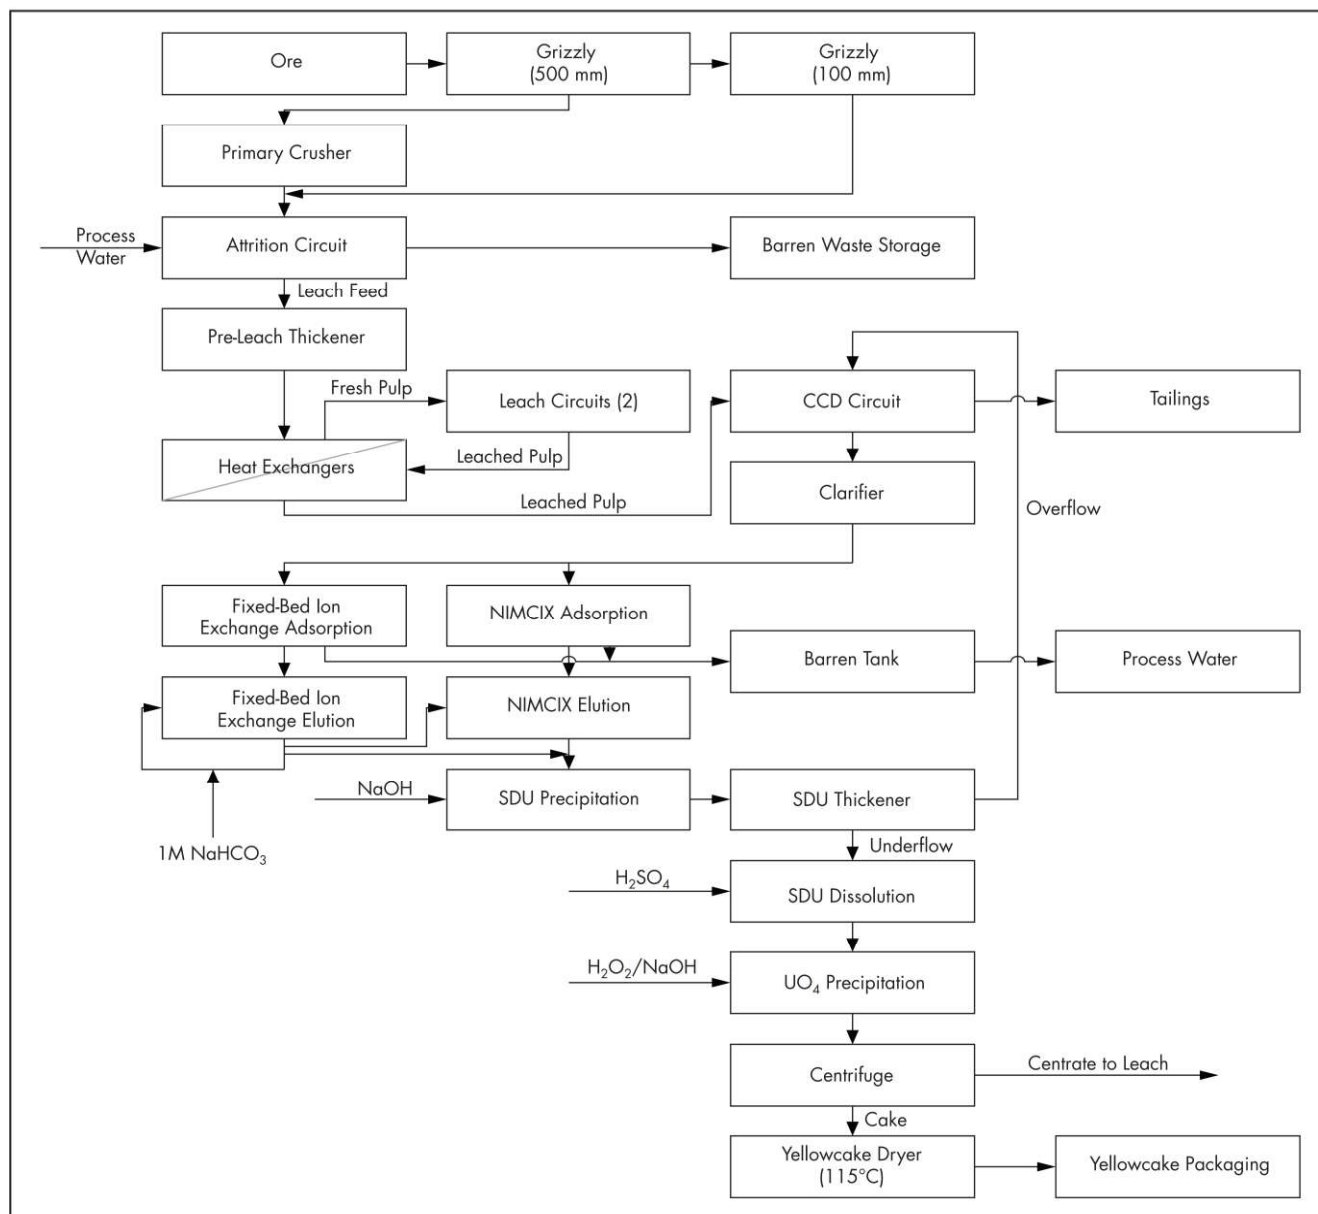 Ore
Grizzly
(500 mm)
Grizzly
(100 mm)
Primary Crusher
Process
Water
Attrition Circuit
Barren Waste Storage
Leach Feed
Pre-Leach Thickener
Fresh Pulp
Leach Circuits (2)
CCD Circuit
Tailings
Heat Exchangers
Leached Pulp
Leached Pulp
Clarifier
Overflow
Fixed-Bed Ion
Exchange Adsorption
NIMCIX Adsorption
Barren Tank
Process Water
Fixed-Bed Ion
Exchange Elution
NIMCIX Elution
NaOH
SDU Precipitation
SDU Thickener
1M NaHCO₃
Underflow
H₂SO₄
SDU Dissolution
H₂O₂/NaOH
UO₄ Precipitation
Centrifuge
Centrate to Leach
Cake
Yellowcake Dryer
(115°C)
Yellowcake Packaging